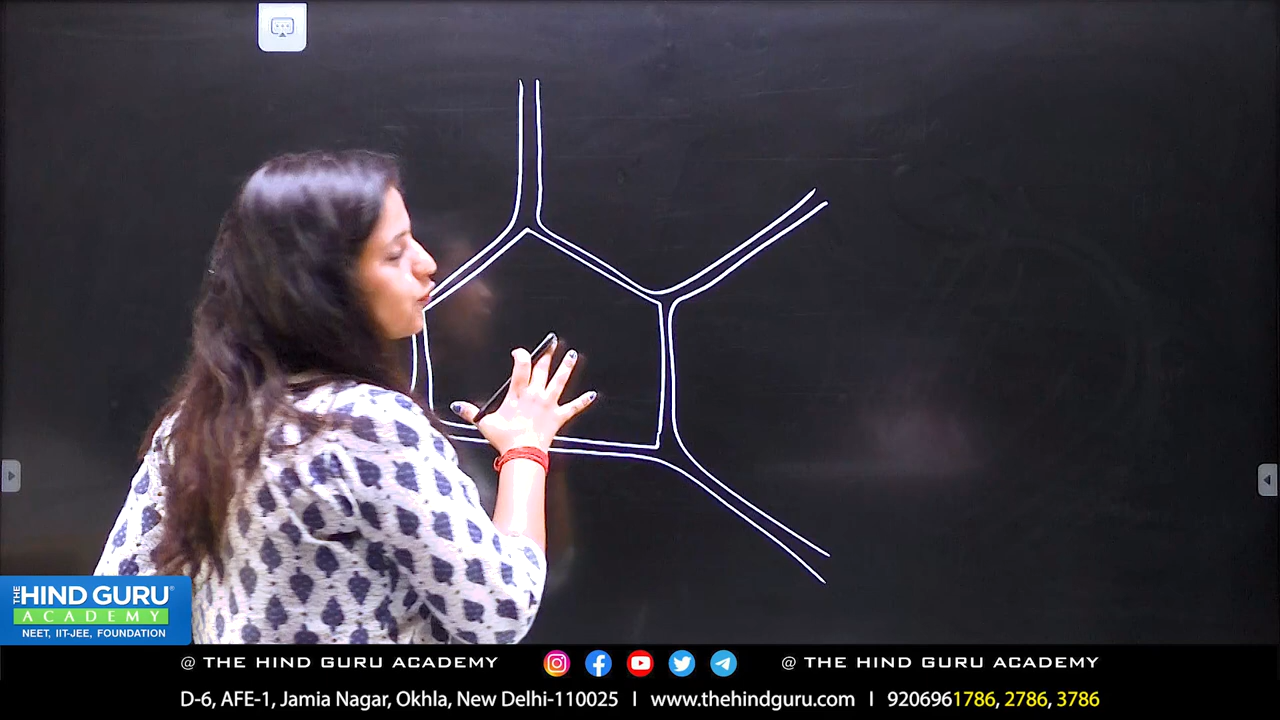 THE HIND GURU®
ACADEMY
NEET, IIT-JEE, FOUNDATION
@ THE HIND GURU ACADEMY @ THE HIND GURU ACADEMY
D-6, AFE-1, Jamia Nagar, Okhla, New Delhi-110025 I www.thehindguru.com I 9206961786, 2786, 3786